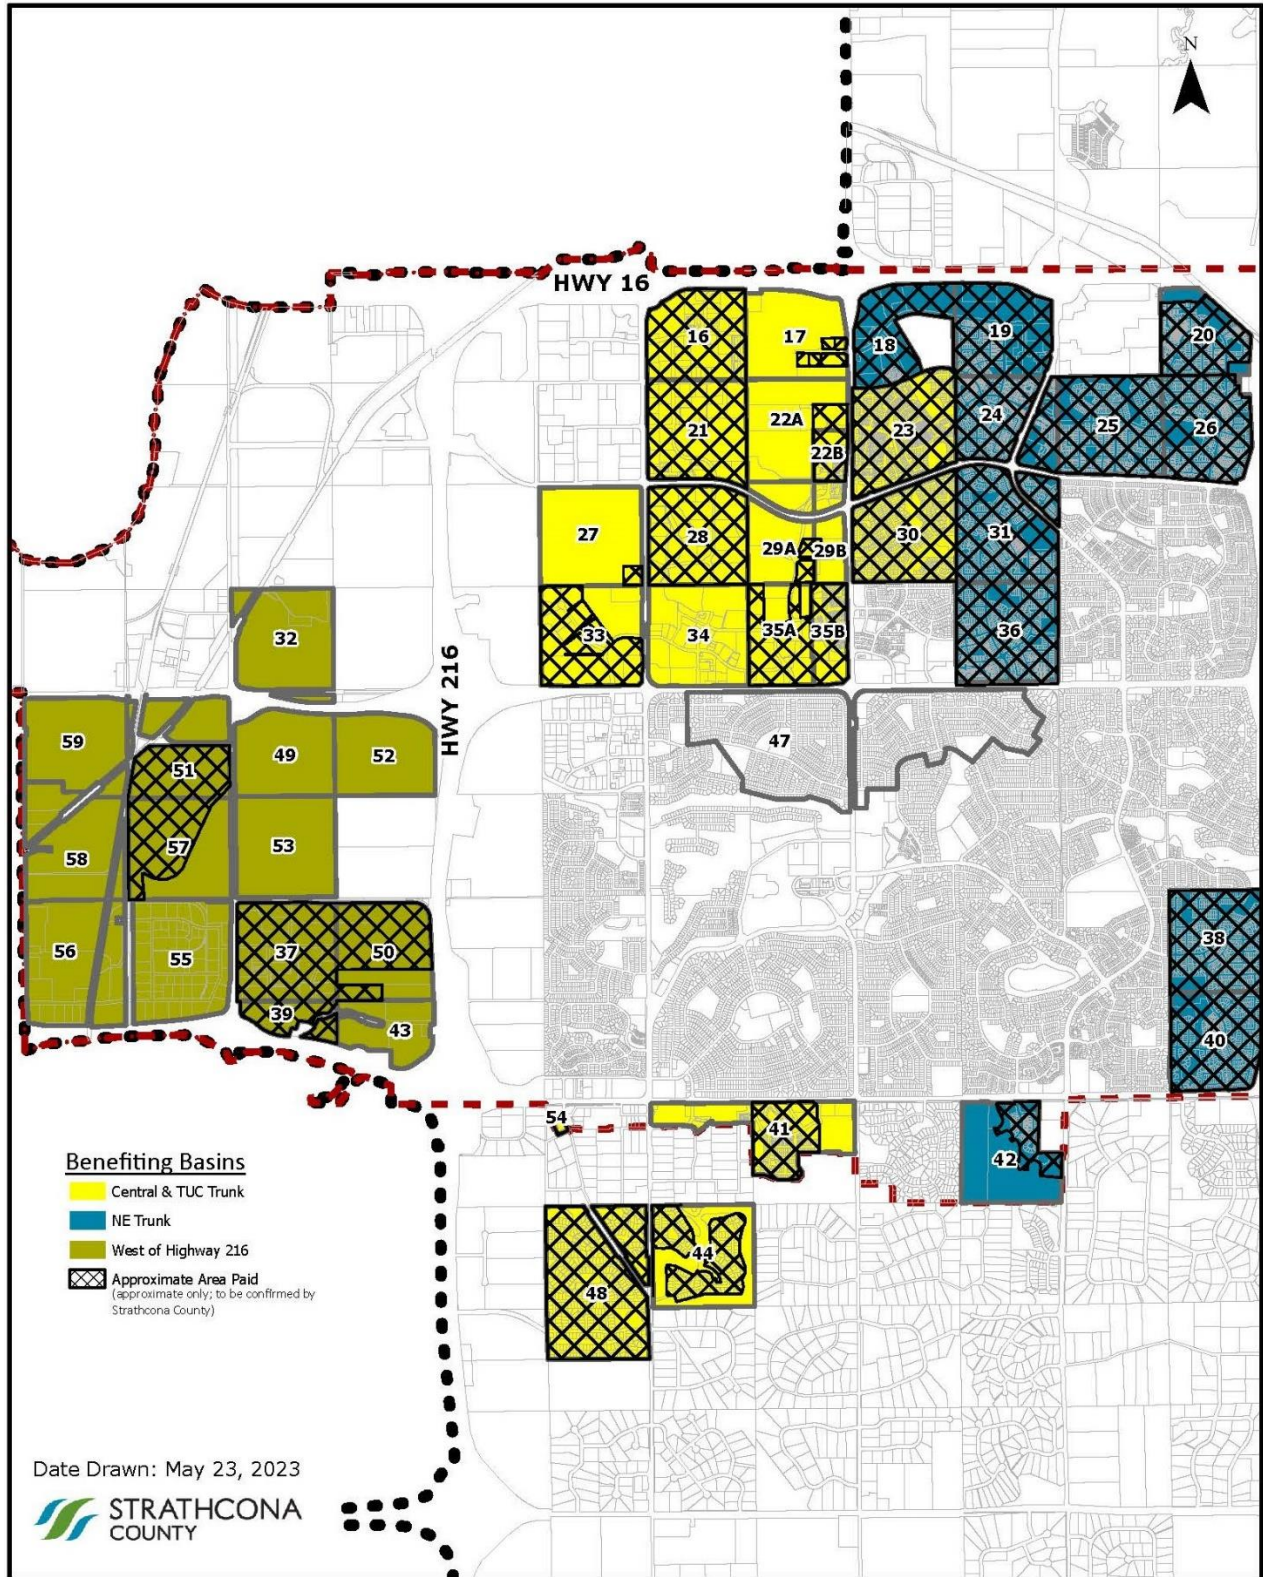 N
HWY 16
16
17
18
19
20
21
22A
22B
23
24
25
26
27
28
29A
29B
30
31
32
33
34
35A
35B
36
HWY 216
59
51
49
52
47
58
57
53
56
55
37
50
38
39
43
40
54
41
42
44
48
Benefiting Basins
Central & TUC Trunk
NE Trunk
West of Highway 216
Approximate Area Paid
(approximate only; to be confirmed by
Strathcona County)
Date Drawn: May 23, 2023
STRATHCONA
COUNTY